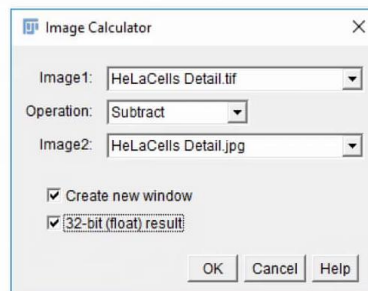 Image Calculator
Image1: HeLaCells Detail.tif
Operation: Subtract
Image2: HeLaCells Detail.jpg
Create new window
32-bit (float) result
OK Cancel Help